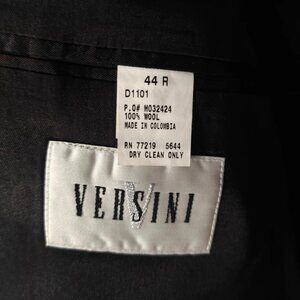 44 R
D1101
P.O# M032424
100% WOOL
MADE IN COLOMBIA
RN 77219 5644
DRY CLEAN ONLY
V
VERSINI